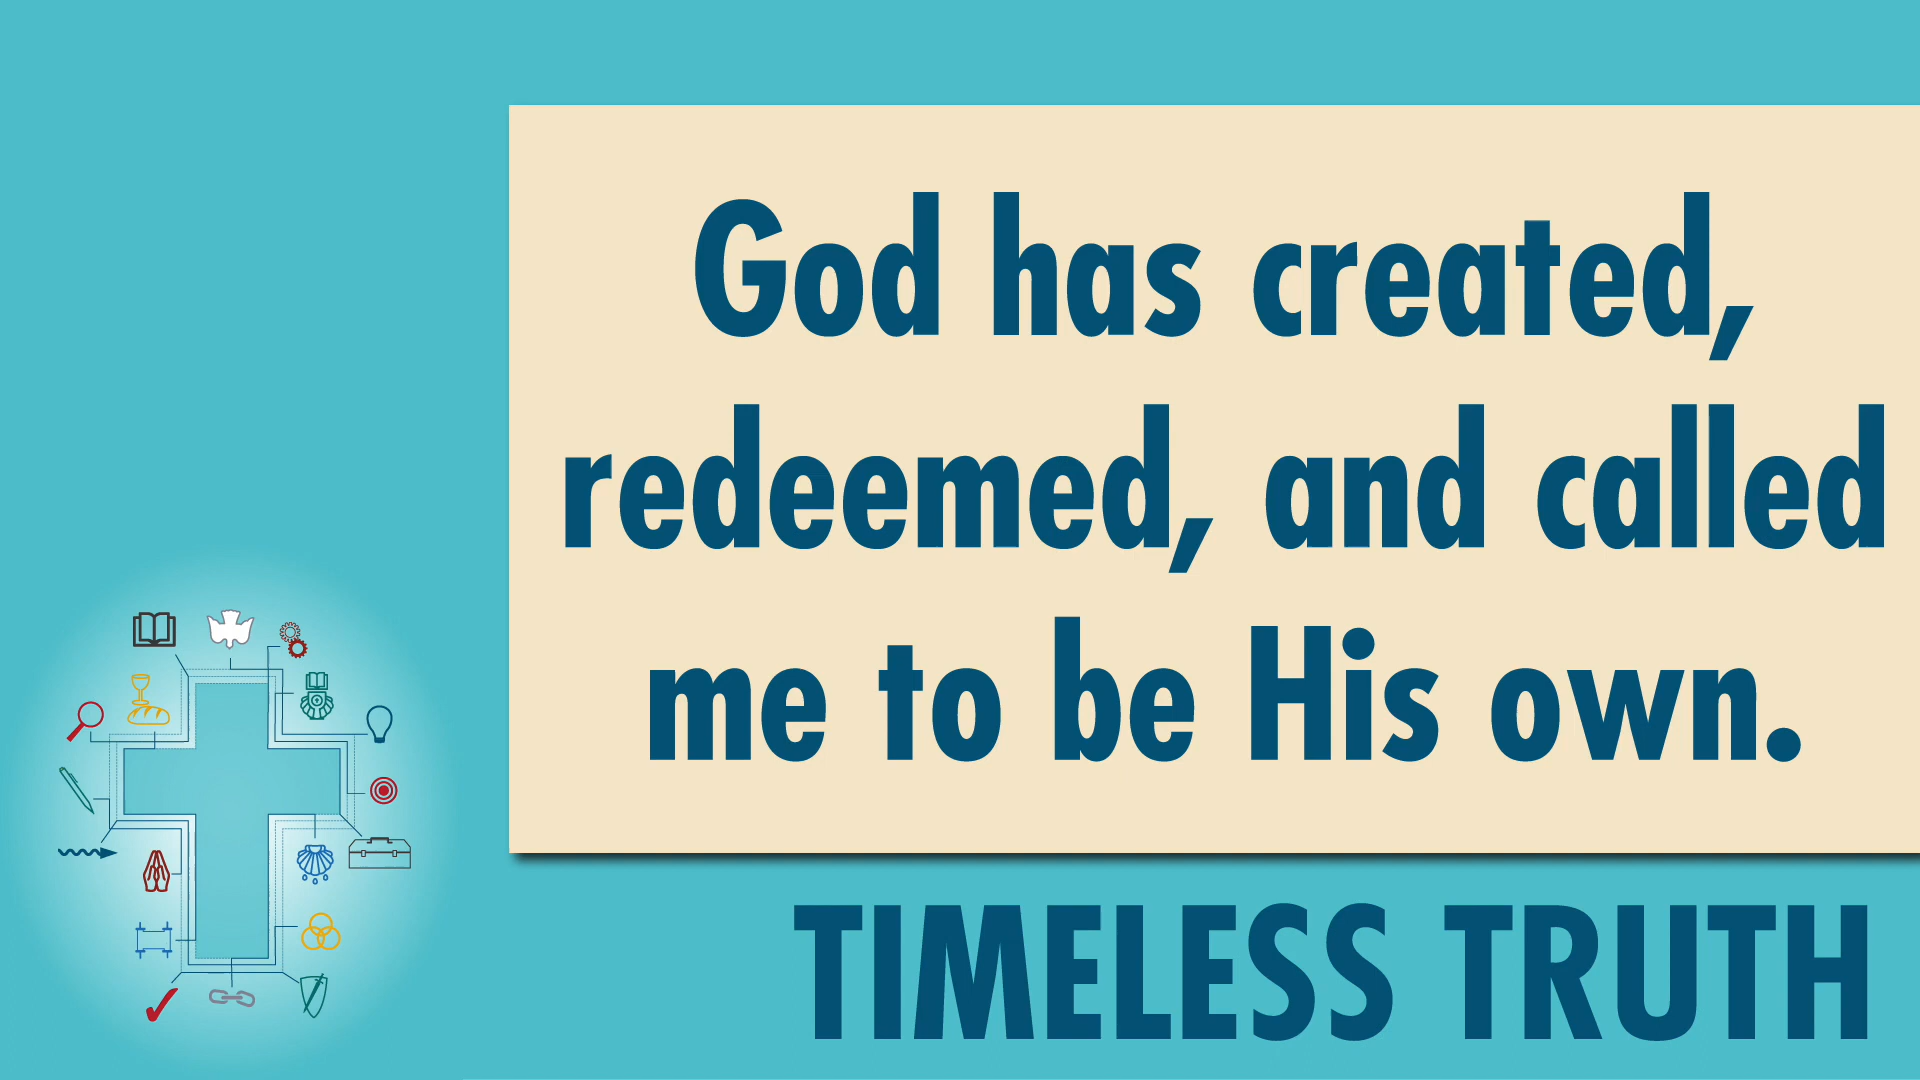 God has created,
redeemed, and called
me to be His own.
TIMELESS TRUTH